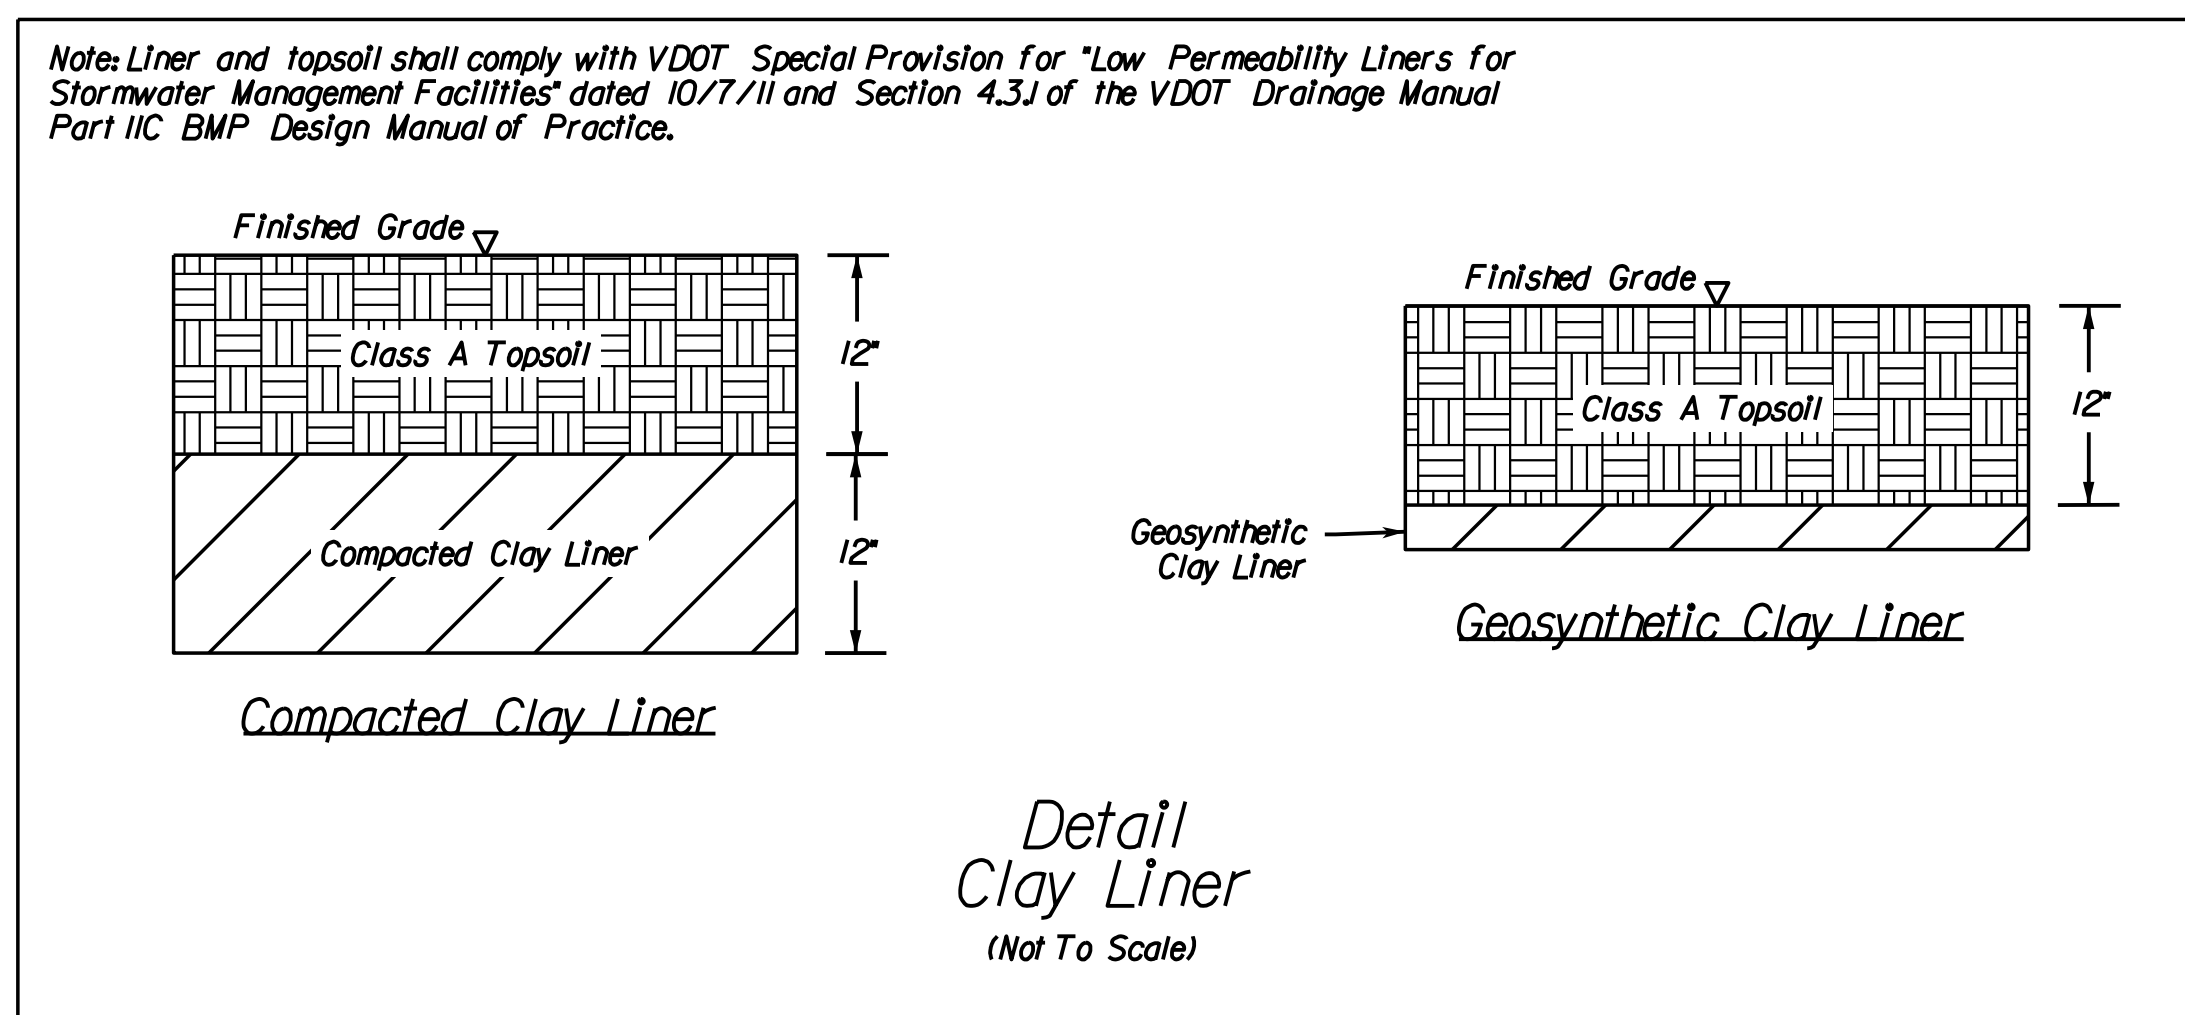 Note: Liner and topsoil shall comply with VDOT Special Provision for "Low Permeability Liners for
Stormwater Management Facilities" dated 10/7/11 and Section 4.3.1 of the VDOT Drainage Manual
Part 11C BMP Design Manual of Practice.
Finished Grade
Class A Topsoil
12"
Compacted Clay Liner
12"
Compacted Clay Liner
Finished Grade
Class A Topsoil
12"
Geosynthetic
Clay Liner
Geosynthetic Clay Liner
Detail
Clay Liner
(Not To Scale)